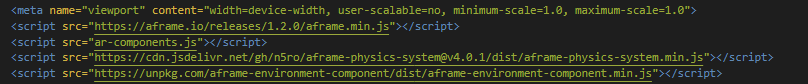 <meta name="viewport" content="width=device-width, user-scalable=no, minimum-scale=1.0, maximum-scale=1.0">
<script src="https://aframe.io/releases/1.2.0/aframe.min.js"></script>
<script src="ar-components.js"></script>
<script src="https://cdn.jsdelivr.net/gh/n5ro/aframe-physics-system@v4.0.1/dist/aframe-physics-system.min.js"></script>
<script src="https://unpkg.com/aframe-environment-component/dist/aframe-environment-component.min.js"></script>